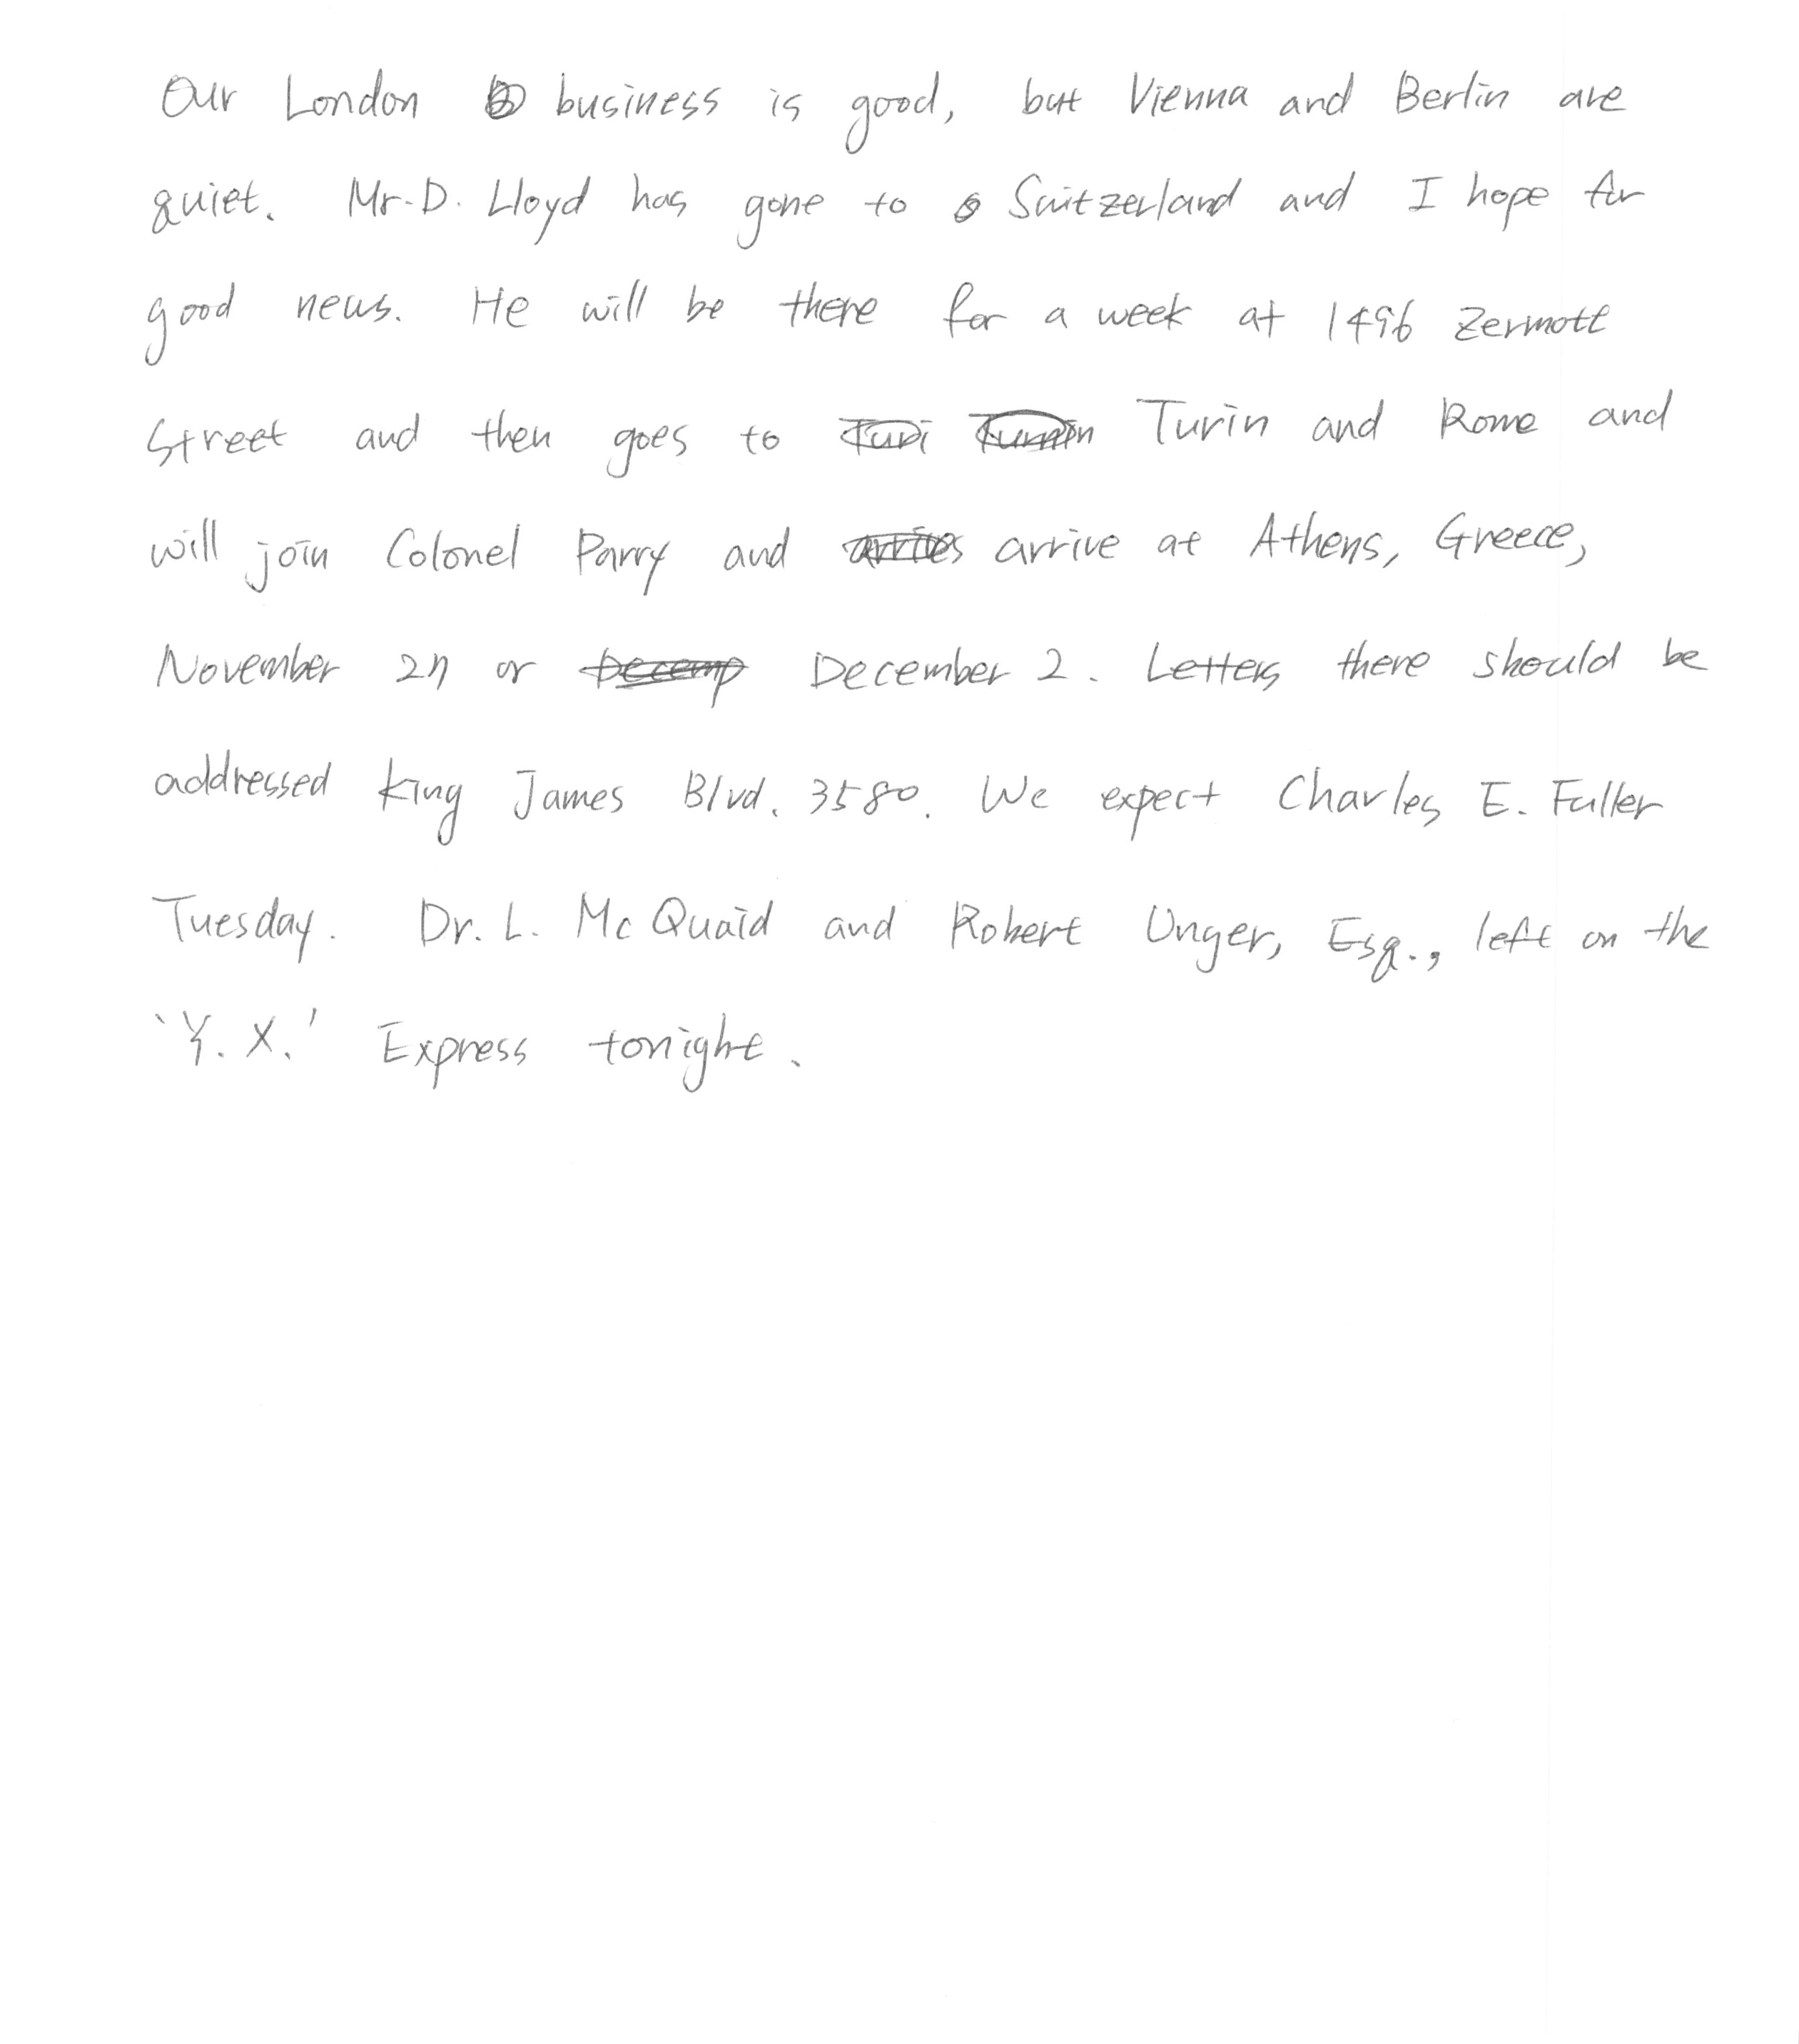 Our London business is good, but Vienna and Berlin are
quiet. Mr. D. Lloyd has gone to Switzerland and I hope for
good news. He will be there for a week at 1496 Zermott
Street and then goes to Turin and Rome and
will join Colonel Parry and arrive at Athens, Greece,
November 27 or December 2. Letters there should be
addressed King James Blvd. 3580. We expect Charles E. Fuller
Tuesday. Dr. L. McQuaid and Robert Unger, Esq., left on the
'Y. X.' Express tonight.